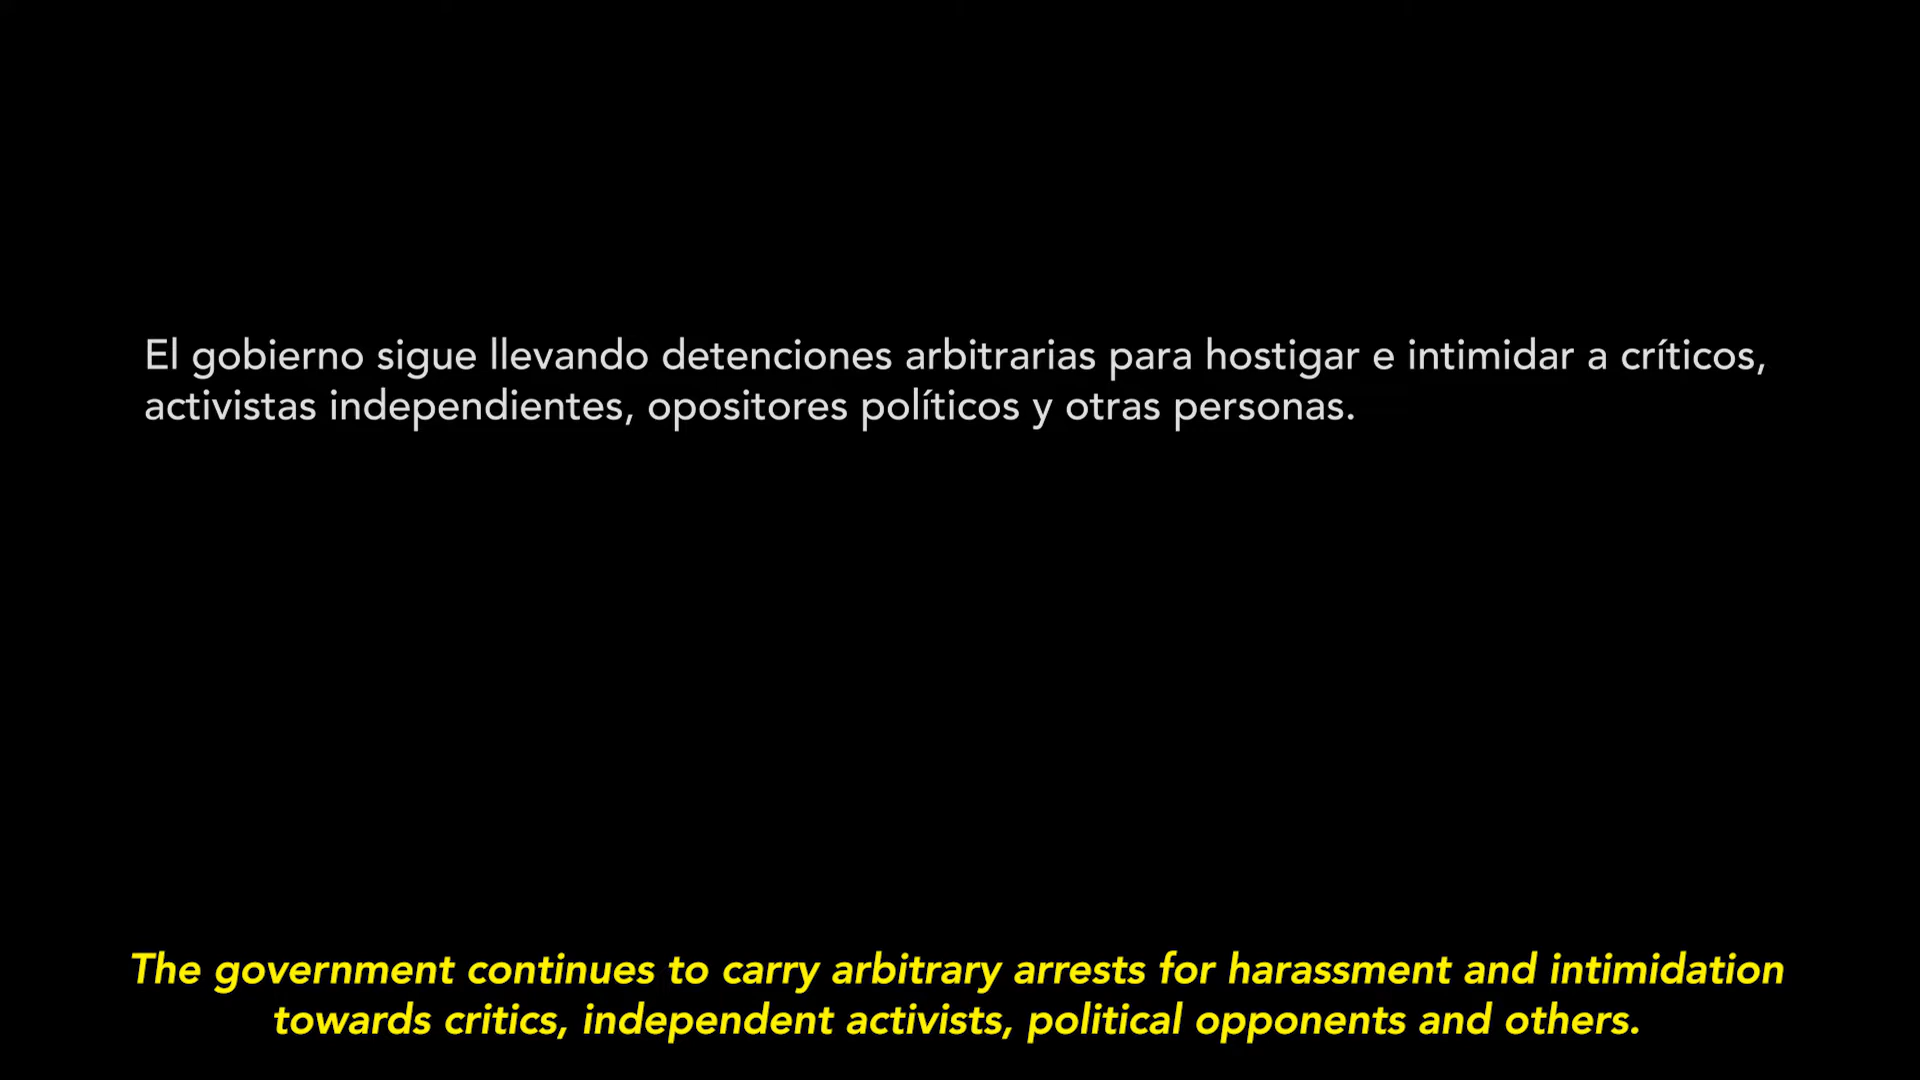 El gobierno sigue llevando detenciones arbitrarias para hostigar e intimidar a críticos,
activistas independientes, opositores políticos y otras personas.
The government continues to carry arbitrary arrests for harassment and intimidation
towards critics, independent activists, political opponents and others.